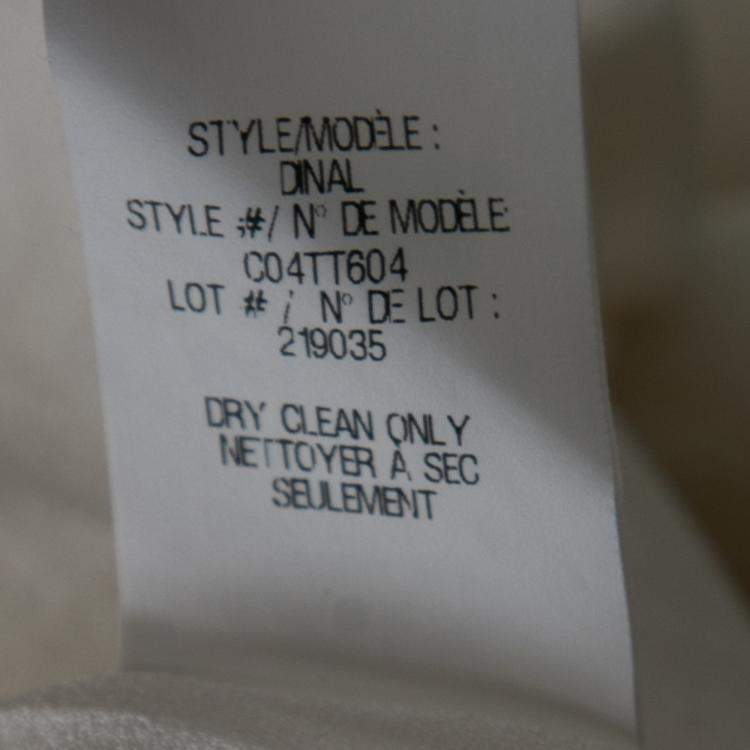 STYLE/MODÈLE :
DINAL
STYLE #/ N° DE MODÈLE:
C04TT604
LOT # / N° DE LOT :
219035
DRY CLEAN ONLY
NETTOYER À SEC
SEULEMENT